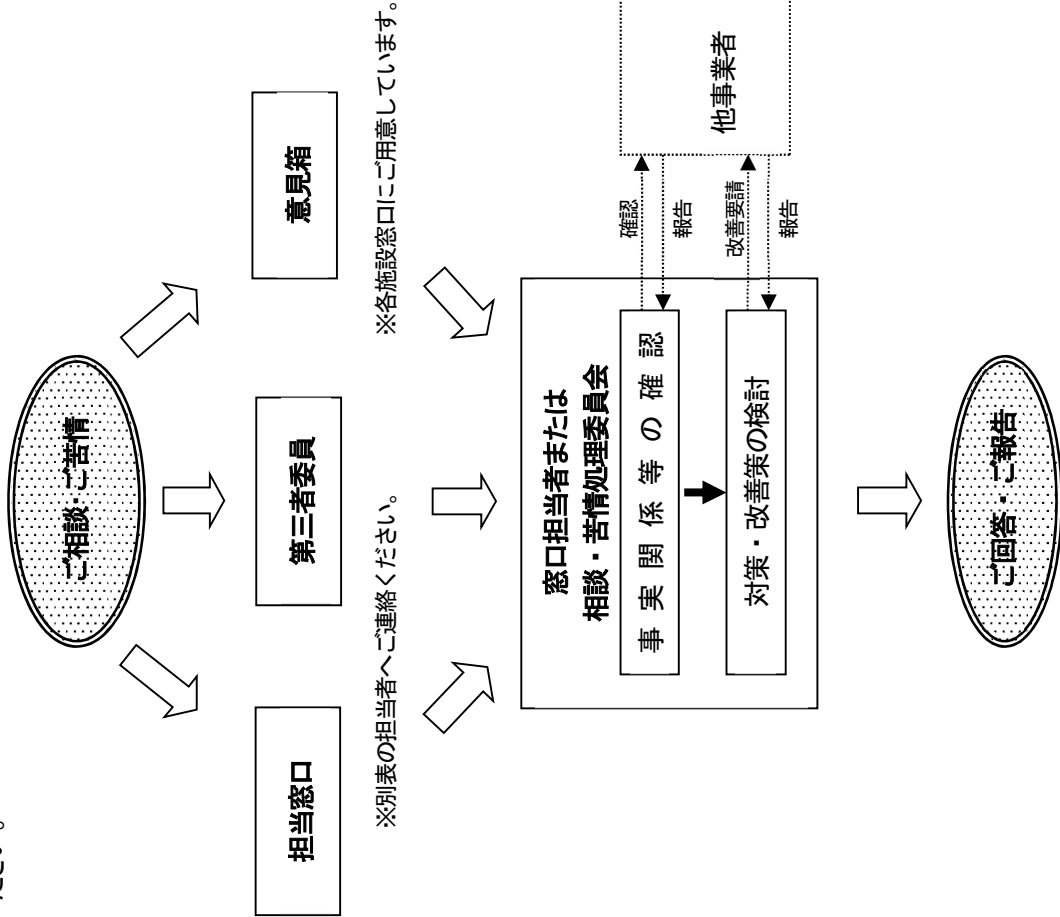 ださい。
ご相談・ご苦情
担当窓口
第三者委員
意見箱
※別表の担当者へご連絡ください。
※各施設窓口にご用意しています。
窓口担当者または
相談・苦情処理委員会
事実関係等の確認
対策・改善策の検討
確認
報告
改善要請
報告
他事業者
ご回答・ご報告